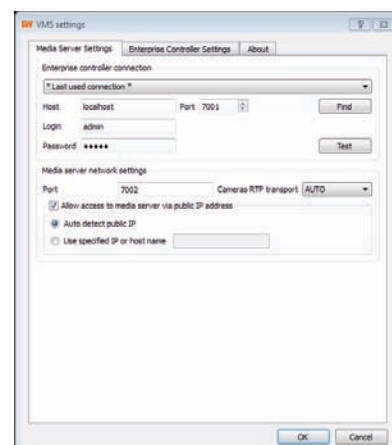 VMS settings
Media Server Settings Enterprise Controller Settings About
Enterprise controller connection
* Last used connection *
Host localhost Port 7001 Find
Login admin
Password ●●●●● Test
Media server network settings
Port 7002 Cameras RTP transport AUTO
Allow access to media server via public IP address
Auto detect public IP
Use specified IP or host name
OK Cancel